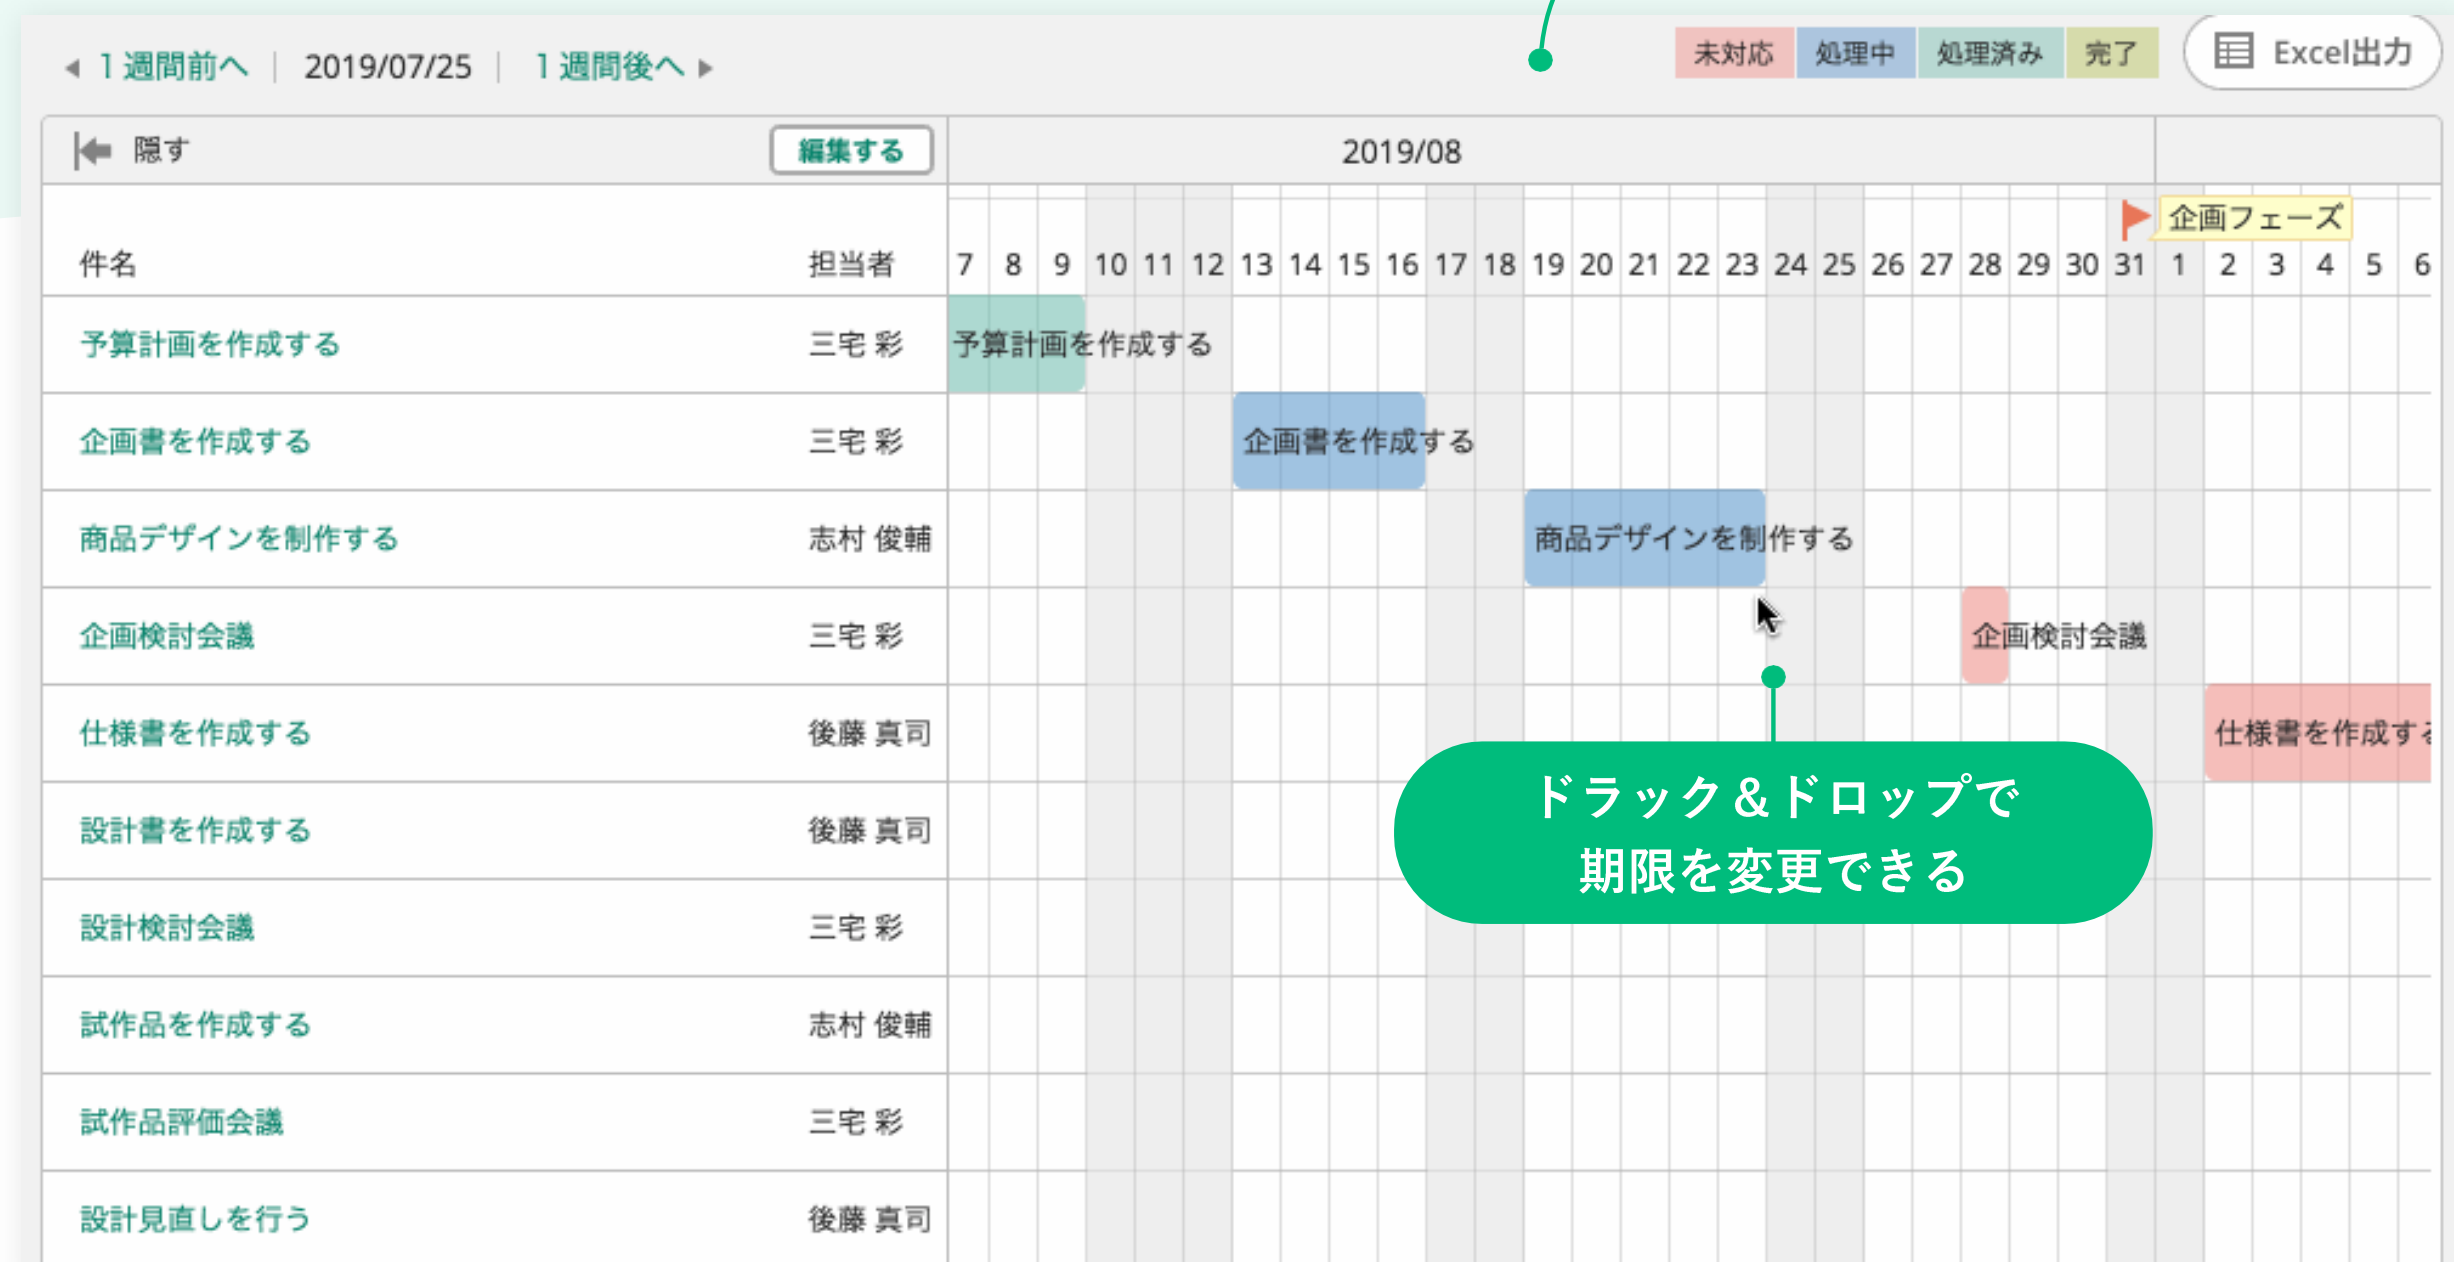 1週間前へ 2019/07/25 1週間後へ
未対応 処理中 処理済み 完了 Excel出力
隠す 編集する 2019/08
企画フェーズ
件名 担当者 7 8 9 10 11 12 13 14 15 16 17 18 19 20 21 22 23 24 25 26 27 28 29 30 31 1 2 3 4 5 6
予算計画を作成する 三宅 彩 予算計画を作成する
企画書を作成する 三宅 彩 企画書を作成する
商品デザインを制作する 志村 俊輔 商品デザインを制作する
企画検討会議 三宅 彩 企画検討会議
仕様書を作成する 後藤 真司 仕様書を作成する
ドラック&ドロップで
期限を変更できる
設計書を作成する 後藤 真司
設計検討会議 三宅 彩
試作品を作成する 志村 俊輔
試作品評価会議 三宅 彩
設計見直しを行う 後藤 真司